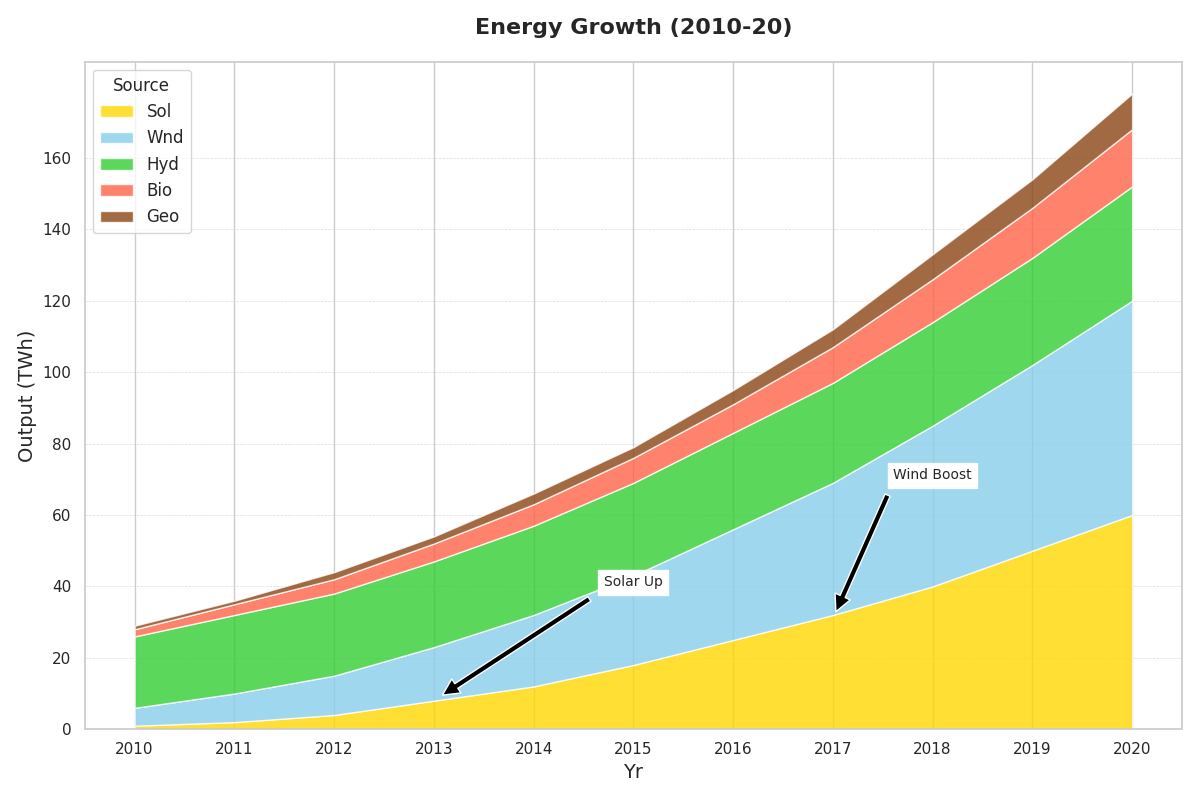 Energy Growth (2010-20)
Source
Sol
Wnd
Hyd
Bio
Geo
160
140
120
100
80
60
40
20
0
Output (TWh)
Wind Boost
Solar Up
2010 2011 2012 2013 2014 2015 2016 2017 2018 2019 2020
Yr